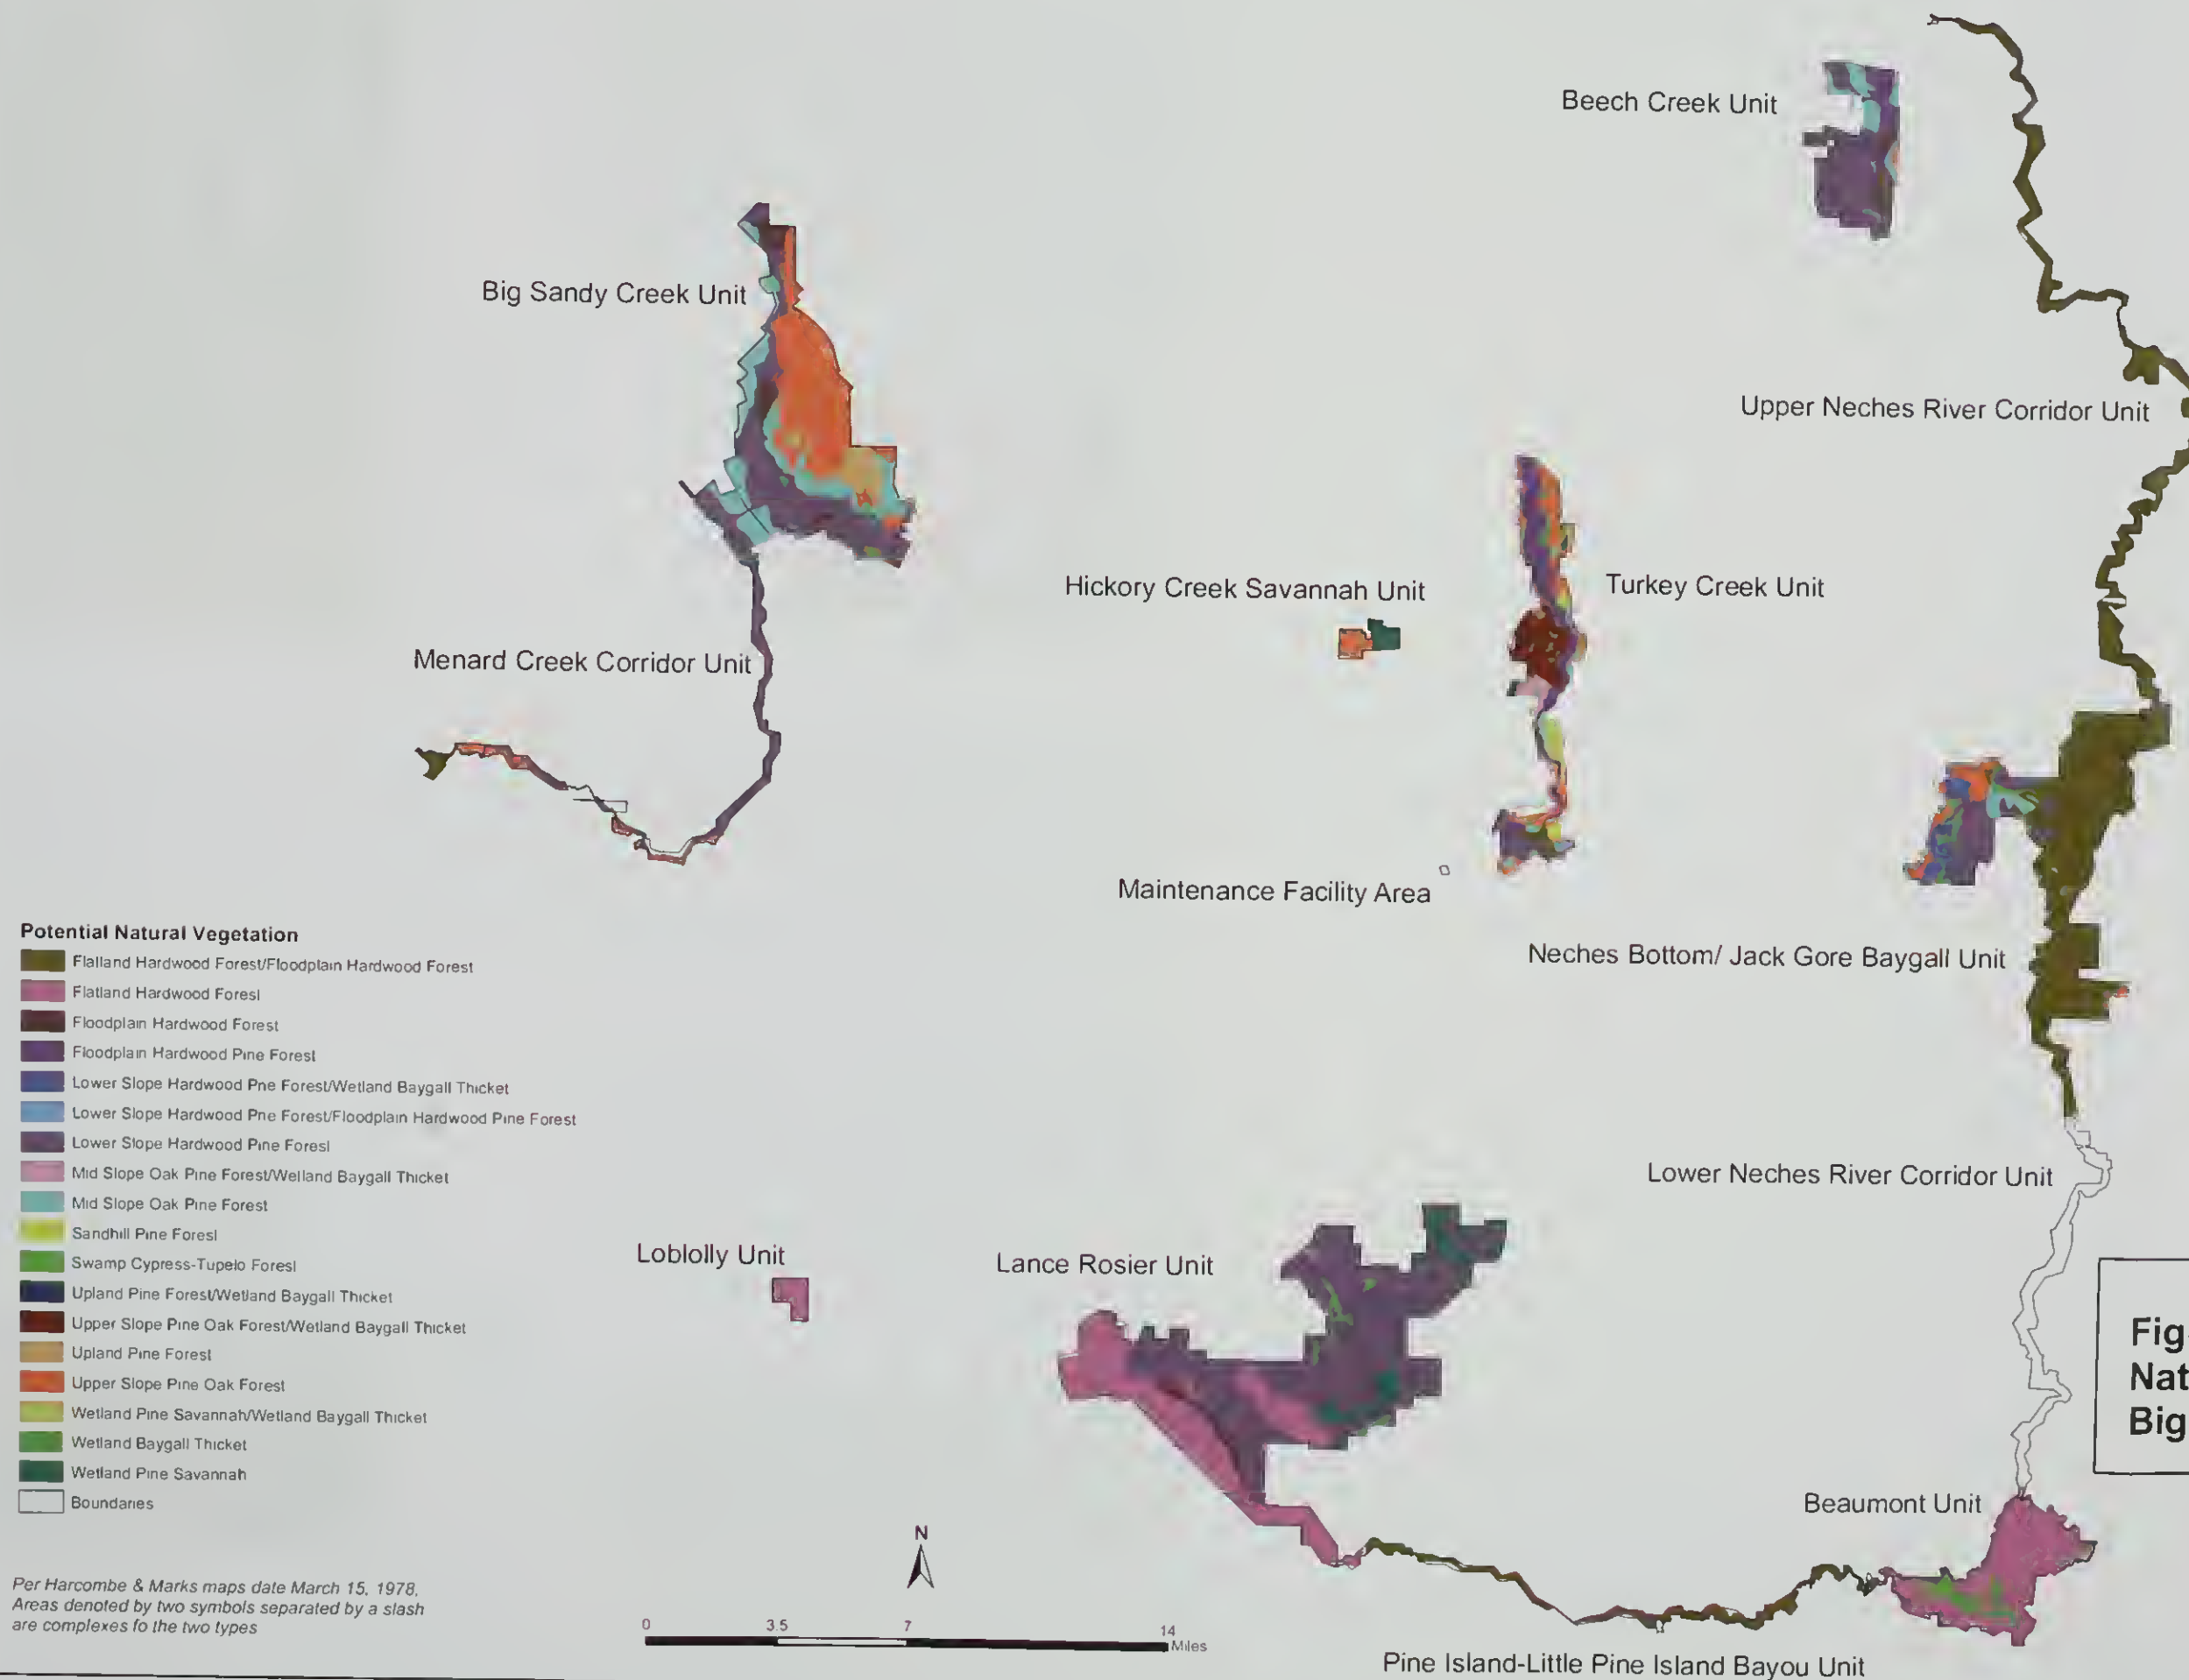 Beech Creek Unit
Big Sandy Creek Unit
Upper Neches River Corridor Unit
Hickory Creek Savannah Unit
Turkey Creek Unit
Menard Creek Corridor Unit
Maintenance Facility Area
Neches Bottom/ Jack Gore Baygall Unit
Potential Natural Vegetation
Flatland Hardwood Forest/Floodplain Hardwood Forest
Flatland Hardwood Forest
Floodplain Hardwood Forest
Floodplain Hardwood Pine Forest
Lower Slope Hardwood Pne Forest/Wetland Baygall Thicket
Lower Slope Hardwood Pne Forest/Floodplain Hardwood Pine Forest
Lower Slope Hardwood Pine Forest
Mid Slope Oak Pine Forest/Wetland Baygall Thicket
Mid Slope Oak Pine Forest
Sandhill Pine Forest
Swamp Cypress-Tupelo Forest
Upland Pine Forest/Wetland Baygall Thicket
Upper Slope Pine Oak Forest/Wetland Baygall Thicket
Upland Pine Forest
Upper Slope Pine Oak Forest
Wetland Pine Savannah/Wetland Baygall Thicket
Wetland Baygall Thicket
Wetland Pine Savannah
Boundaries
Lower Neches River Corridor Unit
Loblolly Unit
Lance Rosier Unit
Fig
Nat
Big
Beaumont Unit
N
Per Harcombe & Marks maps date March 15, 1978,
Areas denoted by two symbols separated by a slash
are complexes fo the two types
0 3.5 7 14
Miles
Pine Island-Little Pine Island Bayou Unit